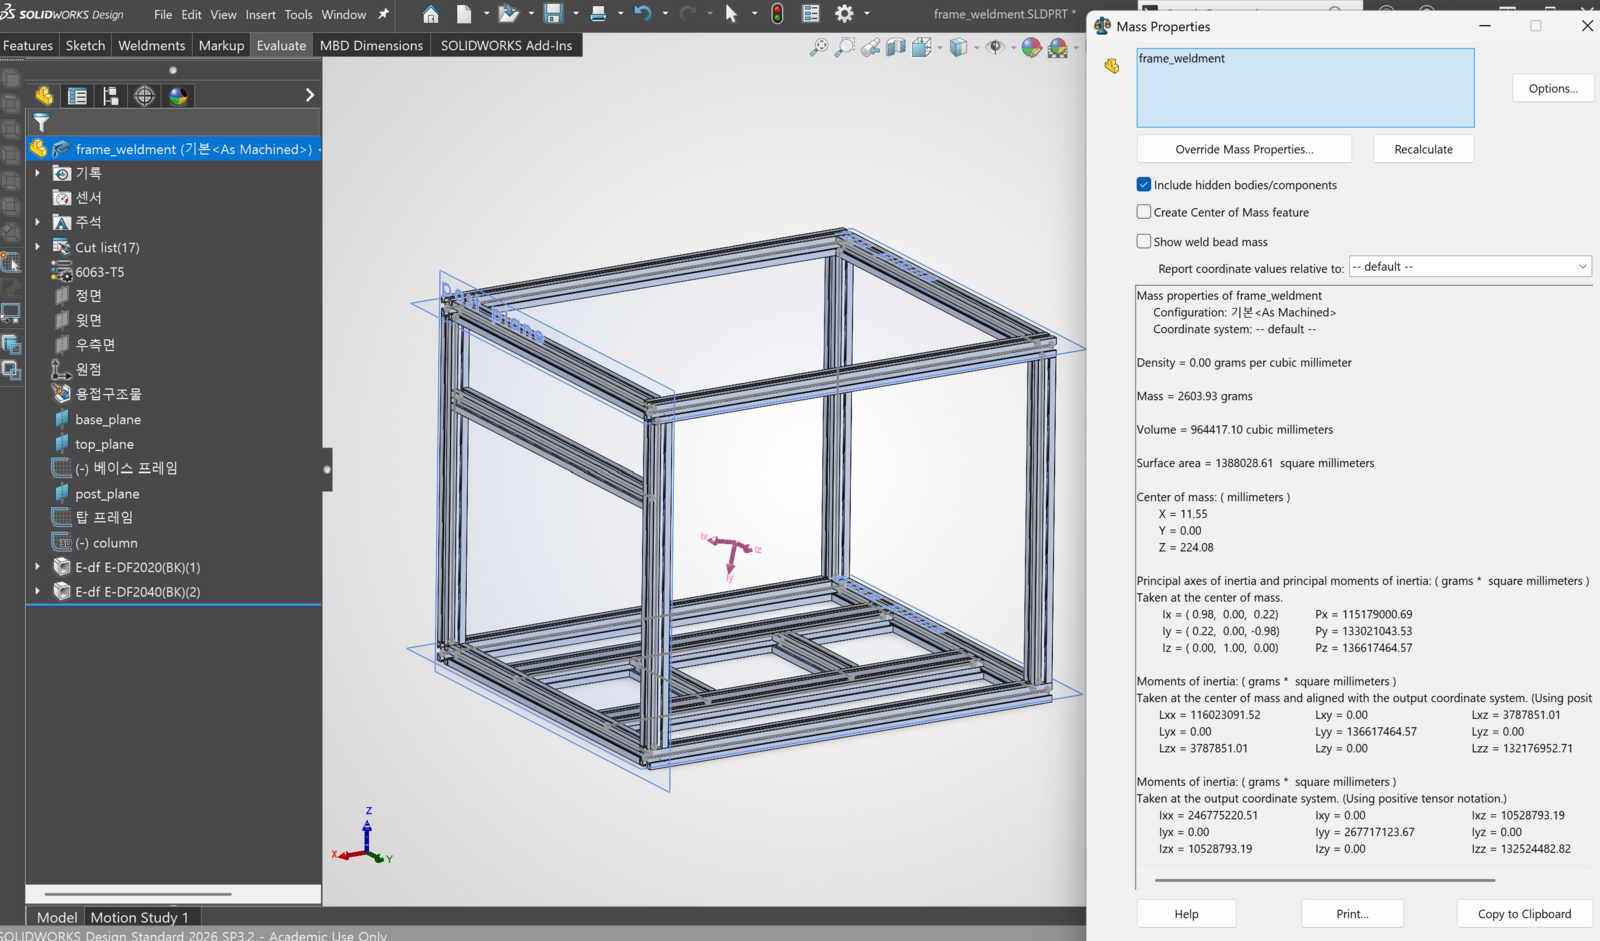 SOLIDWORKS Design
File Edit View Insert Tools Window
frame_weldment.SLDPRT *
Features Sketch Weldments Markup Evaluate MBD Dimensions SOLIDWORKS Add-Ins
frame_weldment (기본<As Machined>)
기록
센서
주석
Cut list(17)
6063-T5
정면
윗면
우측면
원점
용접구조물
base_plane
top_plane
(-) 베이스 프레임
post_plane
탑 프레임
(-) column
E-df E-DF2020(BK)(1)
E-df E-DF2040(BK)(2)
post_plane
Ix
Iz
Iy
Z
X
Y
Model Motion Study 1
SOLIDWORKS Design Standard 2026 SP3.2 - Academic Use Only
Mass Properties
frame_weldment
Options...
Override Mass Properties...
Recalculate
Include hidden bodies/components
Create Center of Mass feature
Show weld bead mass
Report coordinate values relative to: -- default --
Mass properties of frame_weldment
Configuration: 기본<As Machined>
Coordinate system: -- default --
Density = 0.00 grams per cubic millimeter
Mass = 2603.93 grams
Volume = 964417.10 cubic millimeters
Surface area = 1388028.61 square millimeters
Center of mass: ( millimeters )
X = 11.55
Y = 0.00
Z = 224.08
Principal axes of inertia and principal moments of inertia: ( grams * square millimeters )
Taken at the center of mass.
Ix = ( 0.98, 0.00, 0.22) Px = 115179000.69
Iy = ( 0.22, 0.00, -0.98) Py = 133021043.53
Iz = ( 0.00, 1.00, 0.00) Pz = 136617464.57
Moments of inertia: ( grams * square millimeters )
Taken at the center of mass and aligned with the output coordinate system. (Using posit
Lxx = 116023091.52 Lxy = 0.00 Lxz = 3787851.01
Lyx = 0.00 Lyy = 136617464.57 Lyz = 0.00
Lzx = 3787851.01 Lzy = 0.00 Lzz = 132176952.71
Moments of inertia: ( grams * square millimeters )
Taken at the output coordinate system. (Using positive tensor notation.)
Ixx = 246775220.51 Ixy = 0.00 Ixz = 10528793.19
Iyx = 0.00 Iyy = 267717123.67 Iyz = 0.00
Izx = 10528793.19 Izy = 0.00 Izz = 132524482.82
Help Print... Copy to Clipboard